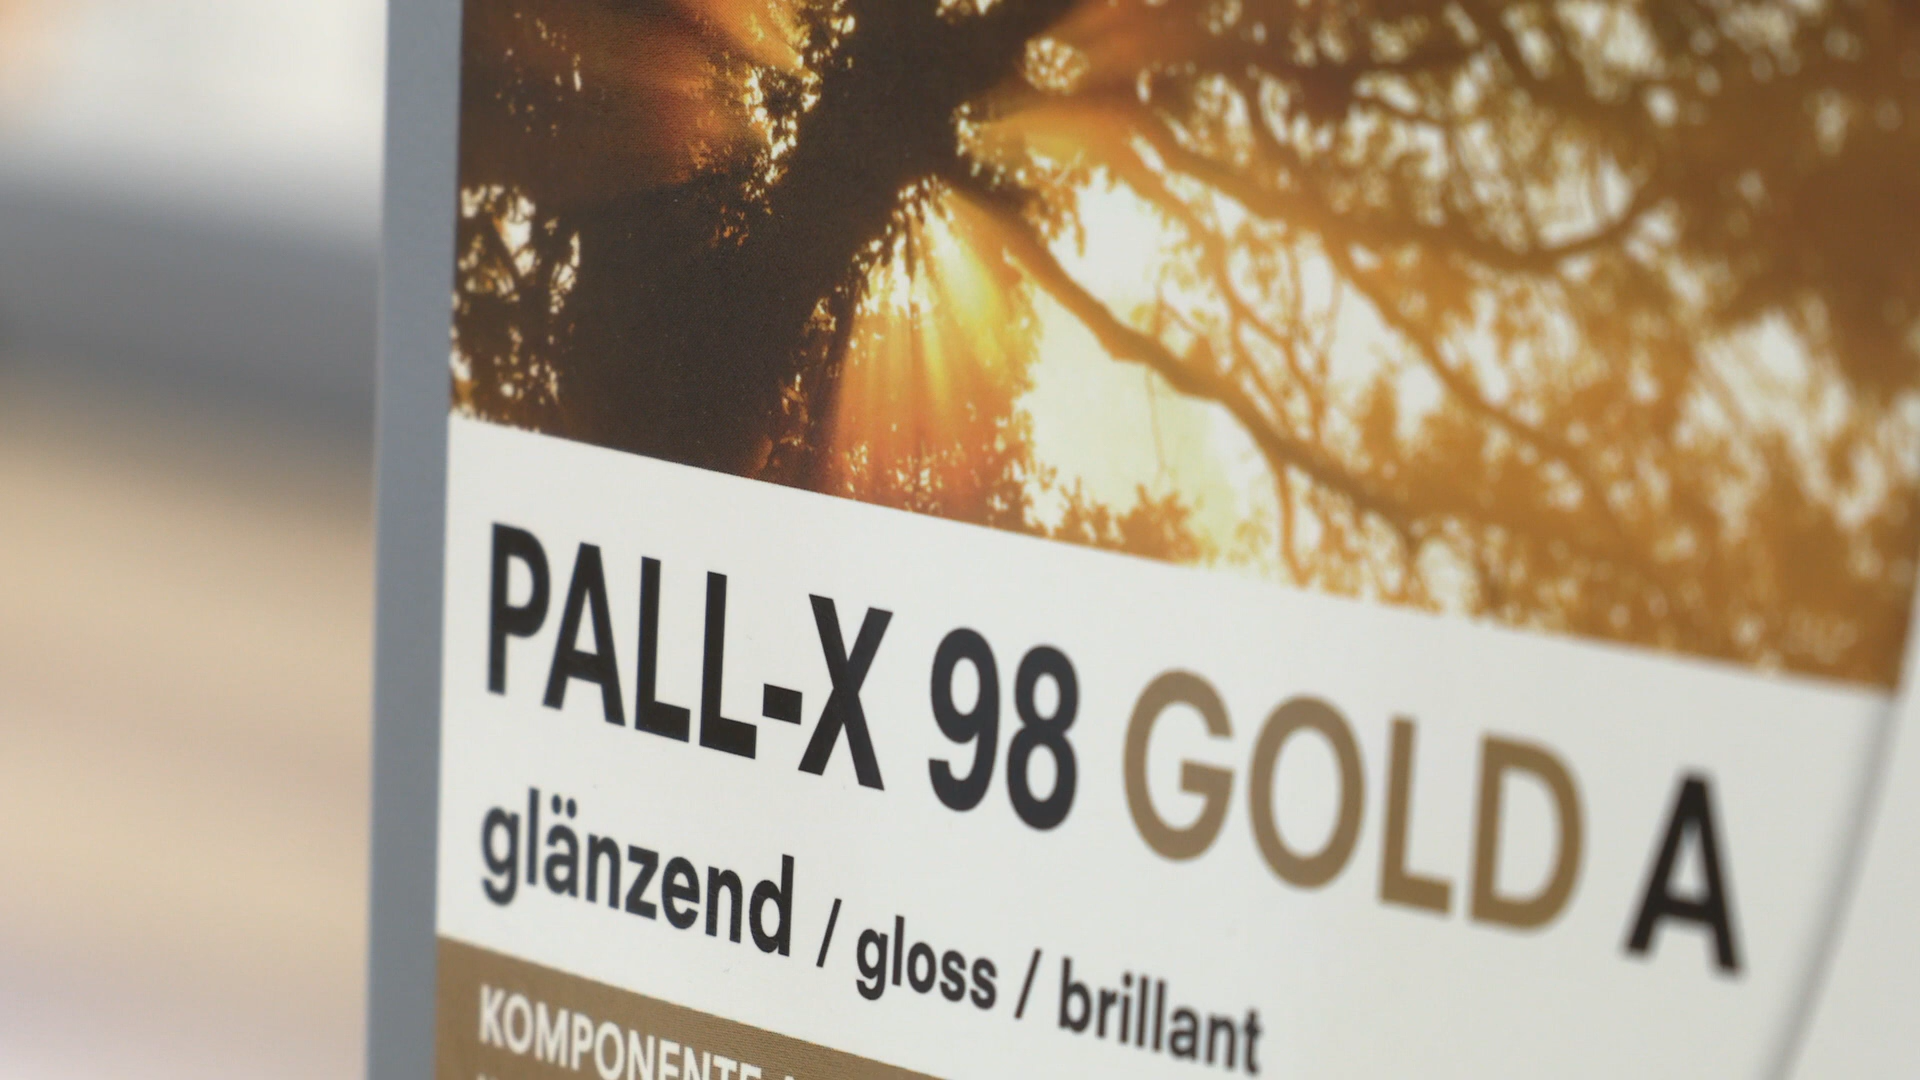 PALL-X 98 GOLD A
glänzend / gloss / brillant
KOMPONENTE